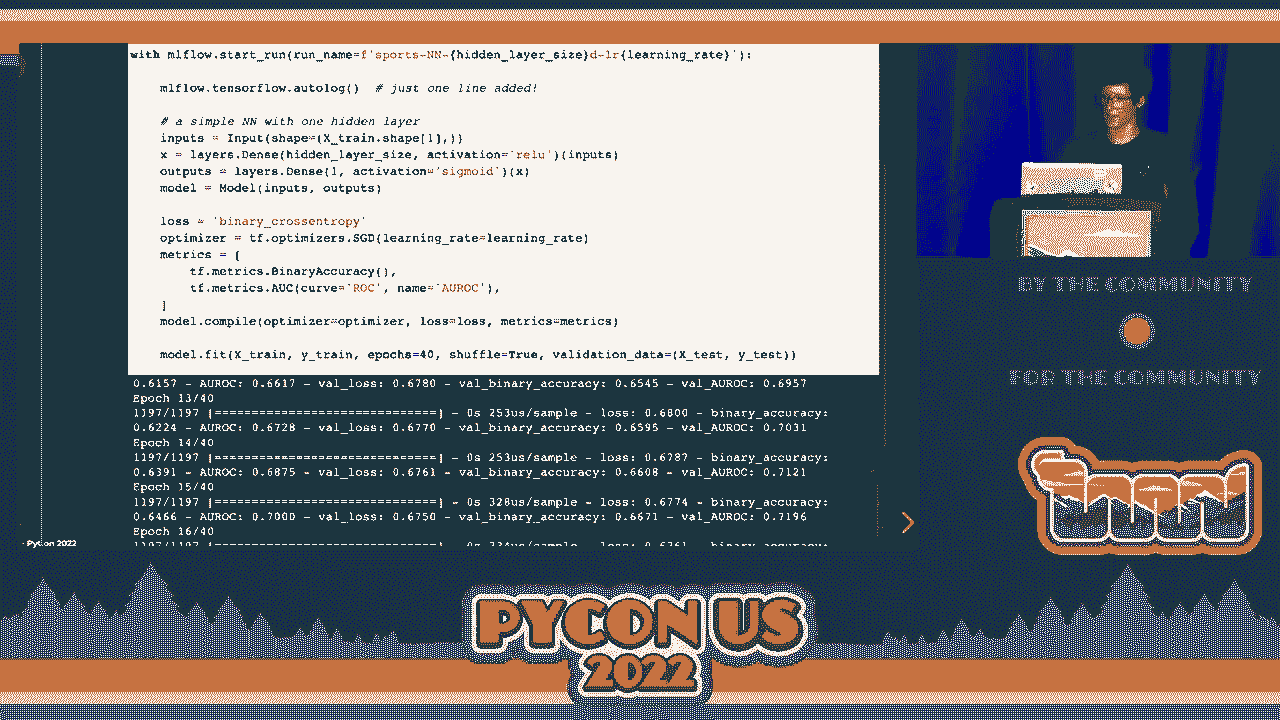 with mlflow.start_run(run_name=f'sports-NN-{hidden_layer_size}d-lr{learning_rate}'):
mlflow.tensorflow.autolog()  # just one line added!
# a simple NN with one hidden layer
inputs = Input(shape=(X_train.shape[1],))
x = layers.Dense(hidden_layer_size, activation='relu')(inputs)
outputs = layers.Dense(1, activation='sigmoid')(x)
model = Model(inputs, outputs)
loss = 'binary_crossentropy'
optimizer = tf.optimizers.SGD(learning_rate=learning_rate)
metrics = [
tf.metrics.BinaryAccuracy(),
tf.metrics.AUC(curve='ROC', name='AUROC'),
]
model.compile(optimizer=optimizer, loss=loss, metrics=metrics)
model.fit(X_train, y_train, epochs=40, shuffle=True, validation_data=(X_test, y_test))
0.6157 - AUROC: 0.6617 - val_loss: 0.6780 - val_binary_accuracy: 0.6545 - val_AUROC: 0.6957
Epoch 13/40
1197/1197 [==============================] - 0s 253us/sample - loss: 0.6800 - binary_accuracy:
0.6224 - AUROC: 0.6728 - val_loss: 0.6770 - val_binary_accuracy: 0.6595 - val_AUROC: 0.7031
Epoch 14/40
1197/1197 [==============================] - 0s 253us/sample - loss: 0.6787 - binary_accuracy:
0.6391 - AUROC: 0.6875 - val_loss: 0.6761 - val_binary_accuracy: 0.6608 - val_AUROC: 0.7121
Epoch 15/40
1197/1197 [==============================] - 0s 328us/sample - loss: 0.6774 - binary_accuracy:
0.6466 - AUROC: 0.7000 - val_loss: 0.6750 - val_binary_accuracy: 0.6671 - val_AUROC: 0.7196
Epoch 16/40
PyCon 2022
BY THE COMMUNITY
FOR THE COMMUNITY
PYCON US
2022